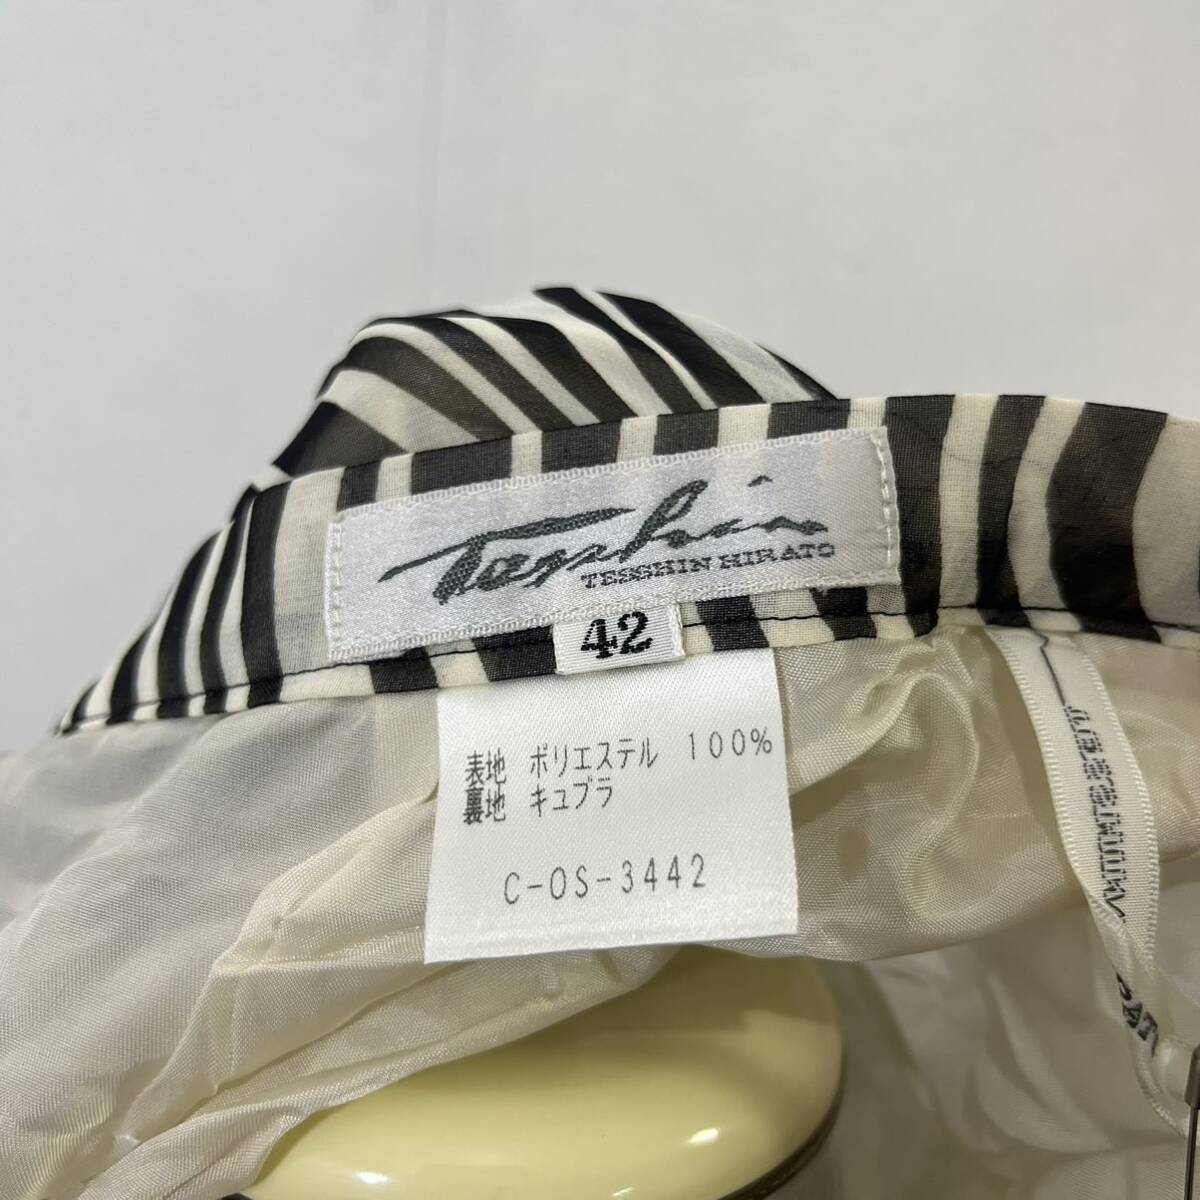 Tesshin
TESSHIN HIRATO
42
表地 ポリエステル 100%
裏地 キュプラ
C-OS-3442